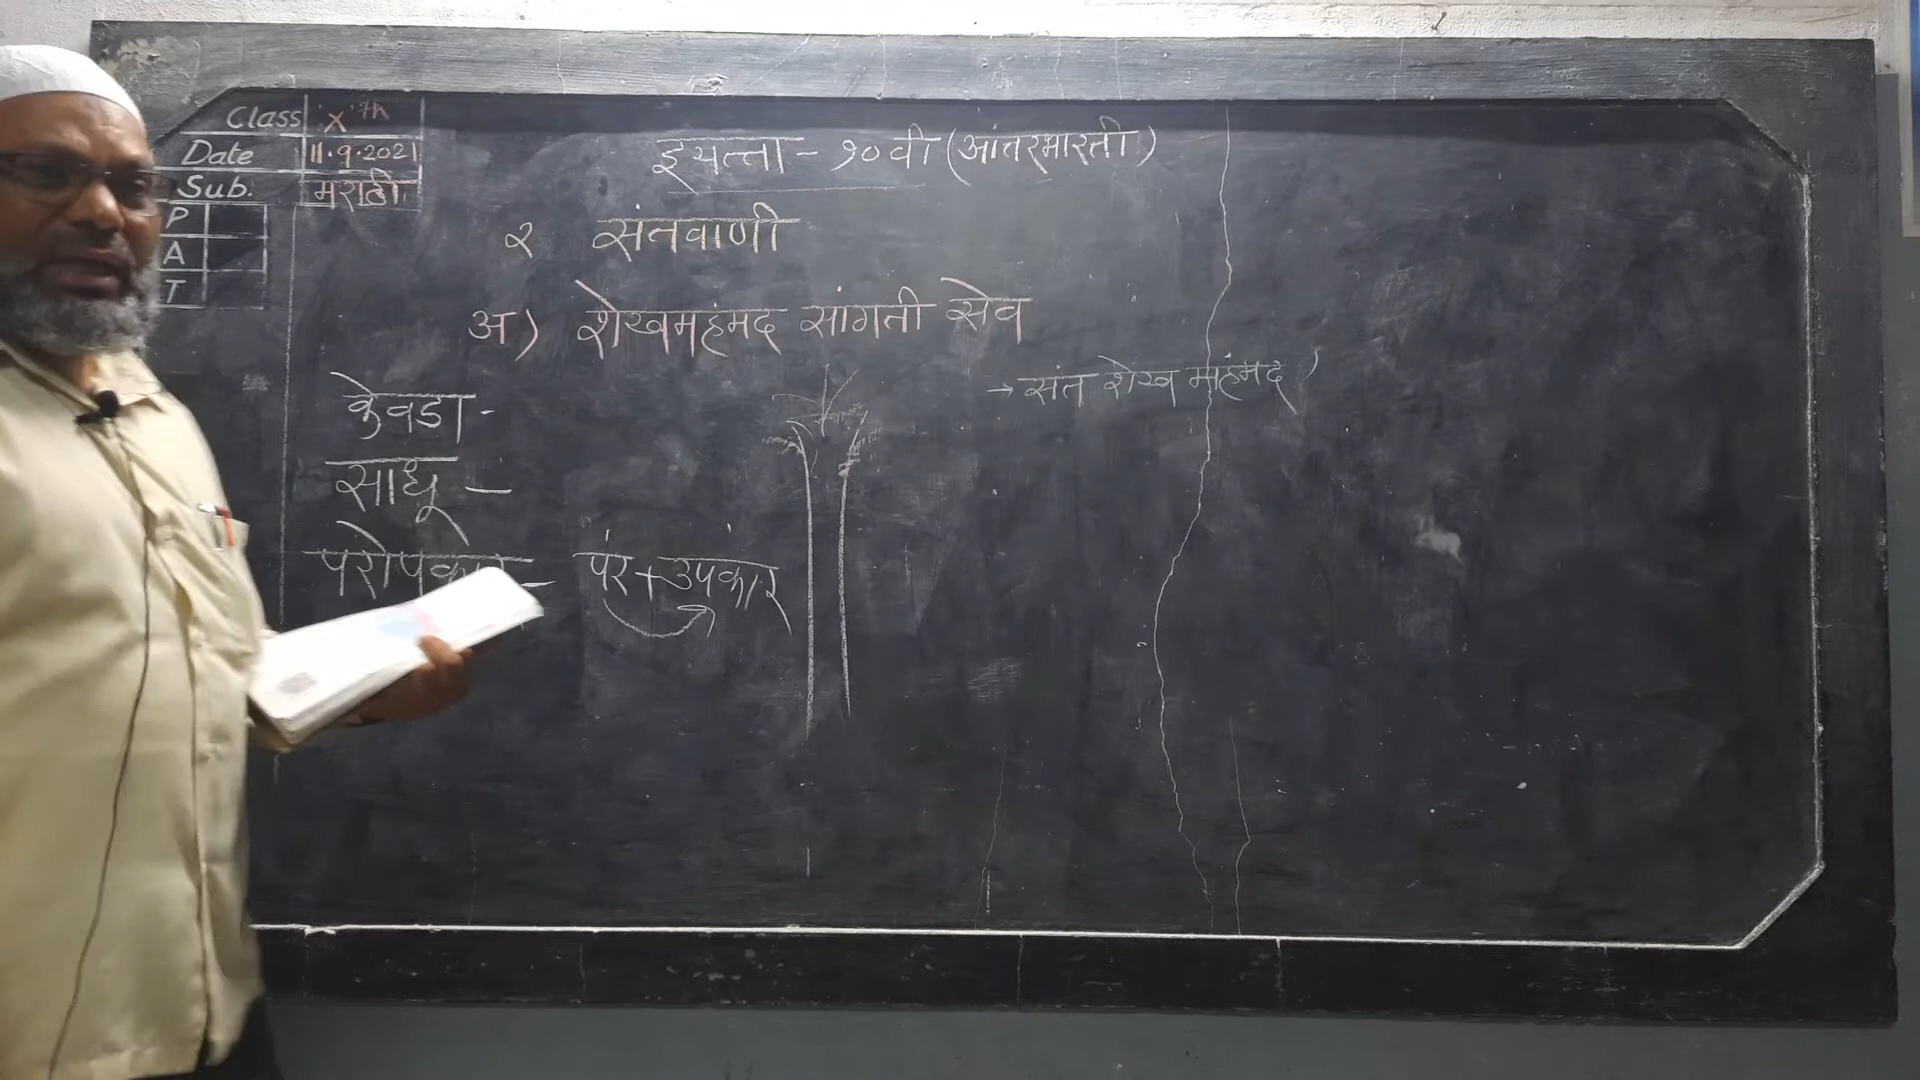 Class X th
Date 11.9.2021
Sub. मराठी
P
A
T
इयत्ता - १० वी (आंतरभारती)
२ संतवाणी
अ) शेखमहंमद सांगती सेव
→ संत शेख महंमद
केवडा -
साधू -
परोपकार - पर + उपकार